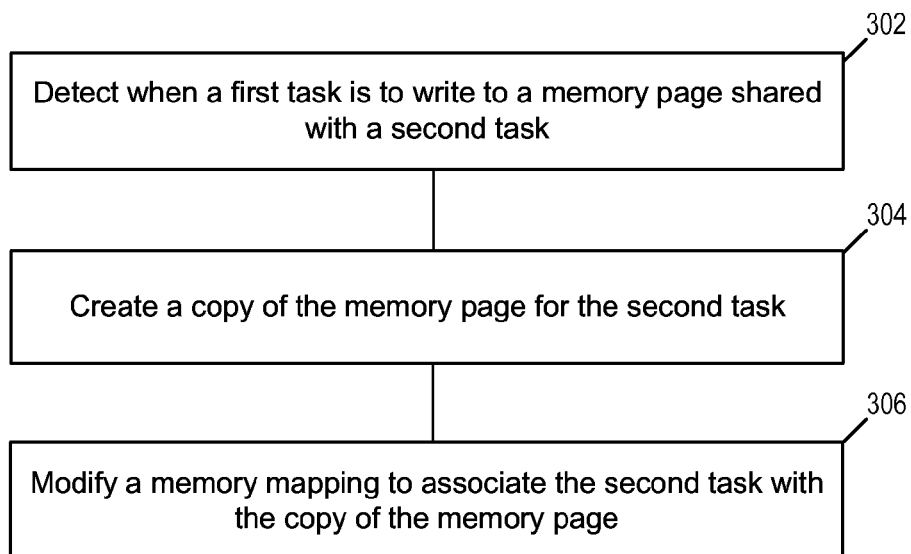 302
Detect when a first task is to write to a memory page shared
with a second task
304
Create a copy of the memory page for the second task
306
Modify a memory mapping to associate the second task with
the copy of the memory page